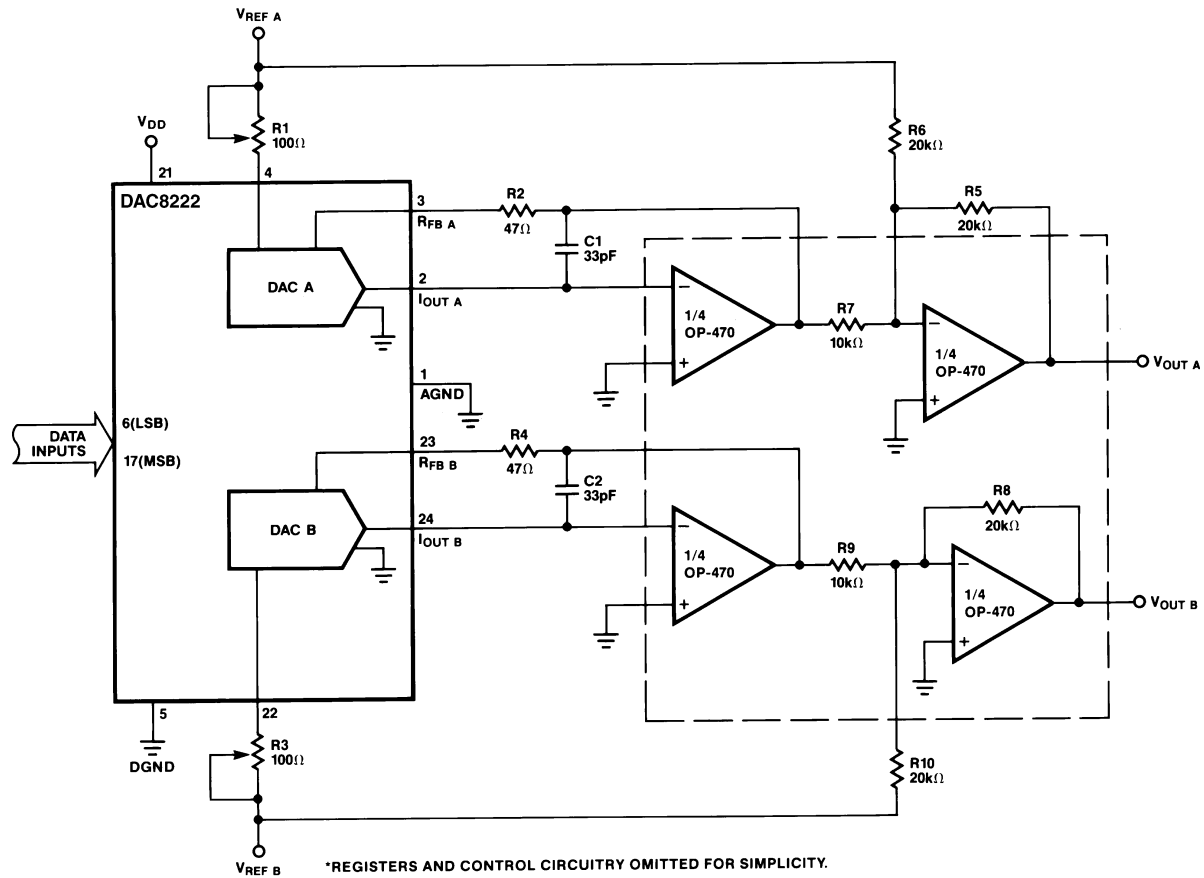 VREF A
R1
100Ω
VDD
21
4
DAC8222
R6
20kΩ
R5
20kΩ
3
RFB A
R2
47Ω
C1
33pF
DAC A
2
IOUT A
−
+
1/4
OP-470
R7
10kΩ
−
+
1/4
OP-470
VOUT A
1
AGND
6(LSB)
DATA
INPUTS
17(MSB)
23
RFB B
R4
47Ω
C2
33pF
DAC B
24
IOUT B
−
+
1/4
OP-470
R9
10kΩ
R8
20kΩ
−
+
1/4
OP-470
VOUT B
5
DGND
22
R3
100Ω
R10
20kΩ
VREF B
*REGISTERS AND CONTROL CIRCUITRY OMITTED FOR SIMPLICITY.